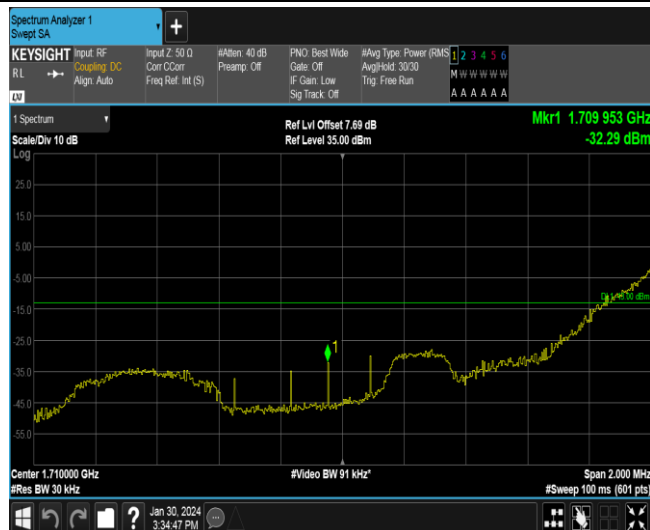 Spectrum Analyzer 1
Swept SA
+
KEYSIGHT
RL
Input: RF
Coupling: DC
Align: Auto
Input Z: 50 Ω
Corr CCorr
Freq Ref: Int (S)
#Atten: 40 dB
Preamp: Off
PNO: Best Wide
Gate: Off
IF Gain: Low
Sig Track: Off
#Avg Type: Power (RMS
Avg|Hold: 30/30
Trig: Free Run
1 2 3 4 5 6
M W W W W W
A A A A A A
LXI
1 Spectrum
Scale/Div 10 dB
Log
Ref Lvl Offset 7.69 dB
Ref Level 35.00 dBm
Mkr1 1.709 953 GHz
-32.29 dBm
25.0
15.0
5.00
-5.00
-15.0
-25.0
-35.0
-45.0
-55.0
1
Center 1.710000 GHz
#Res BW 30 kHz
#Video BW 91 kHz*
Span 2.000 MHz
#Sweep 100 ms (601 pts)
?
Jan 30, 2024
3:34:47 PM